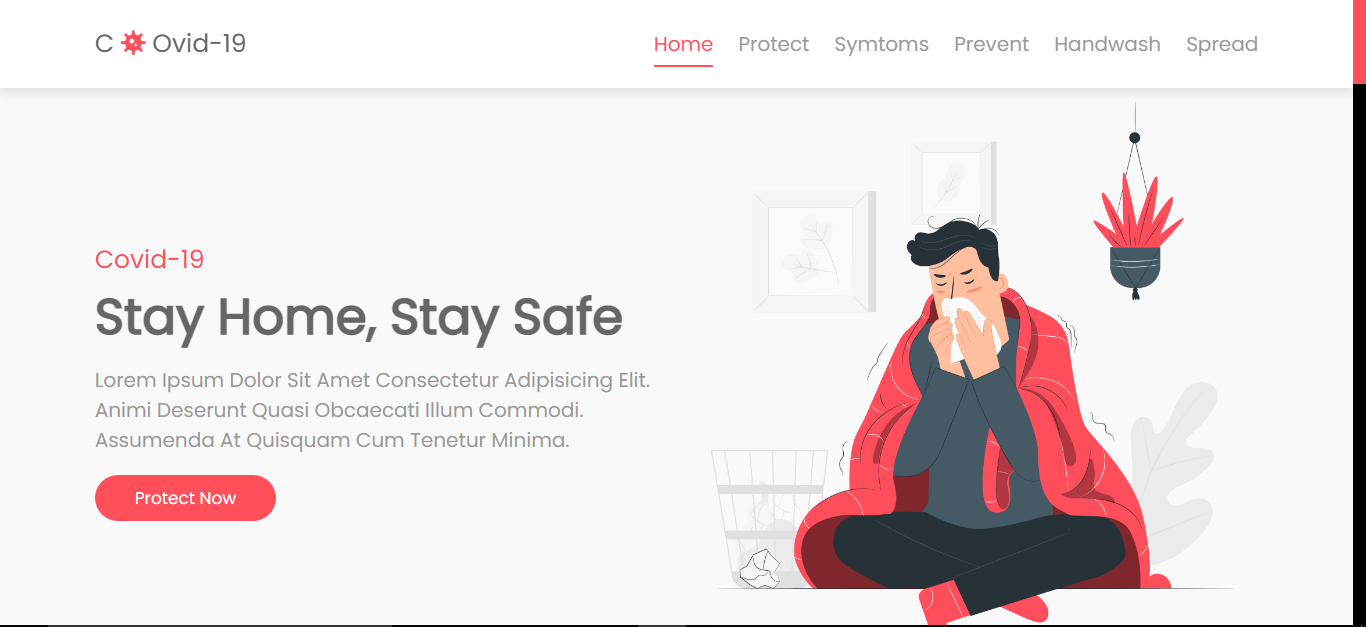 C Ovid-19
Home Protect Symtoms Prevent Handwash Spread
Covid-19
Stay Home, Stay Safe
Lorem Ipsum Dolor Sit Amet Consectetur Adipisicing Elit.
Animi Deserunt Quasi Obcaecati Illum Commodi.
Assumenda At Quisquam Cum Tenetur Minima.
Protect Now